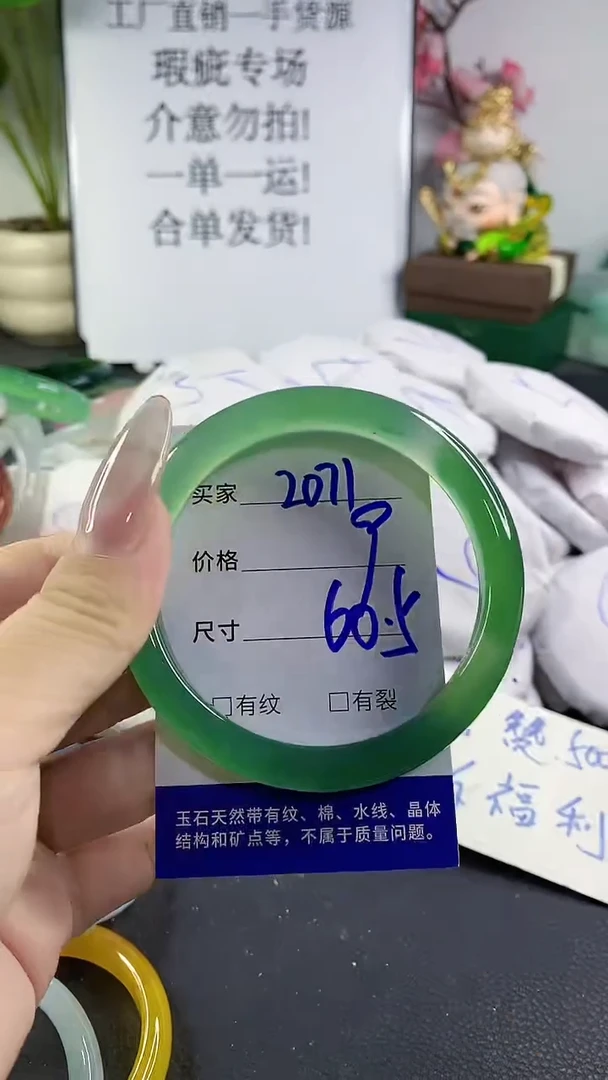 工厂直销一手货源
瑕疵专场
介意勿拍!
一单一运!
合单发货!
买家 2071
价格 9
尺寸 60.5
□有纹 □有裂
玉石天然带有纹、棉、水线、晶体
结构和矿点等，不属于质量问题。
赞 500
福利